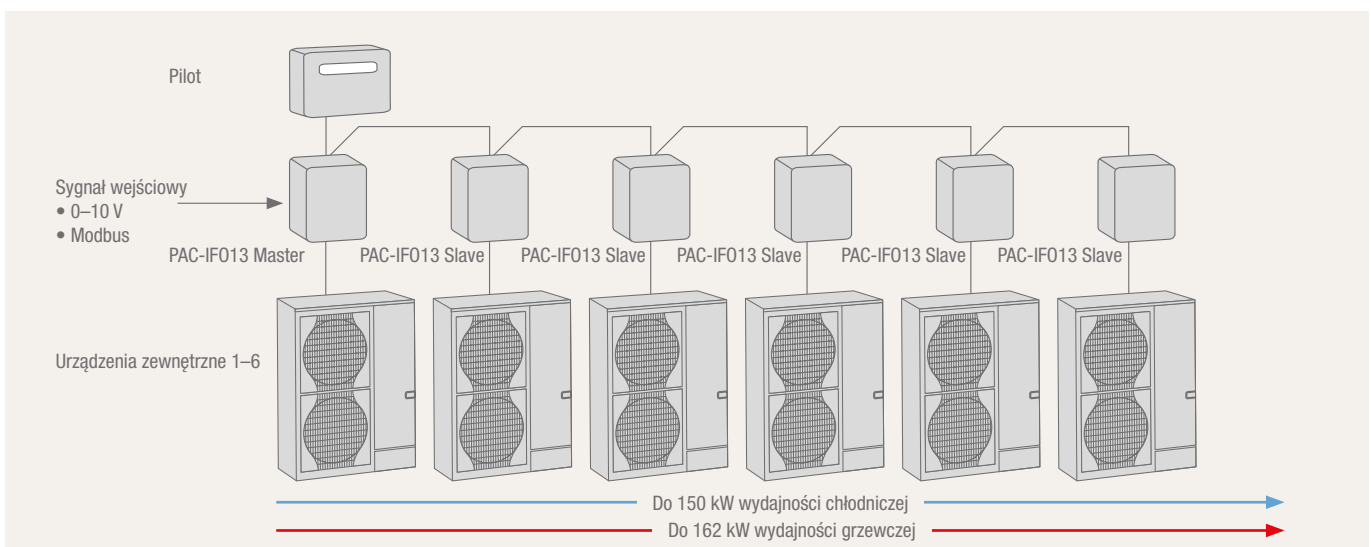 Pilot
Sygnał wejściowy
• 0–10 V
• Modbus
PAC-IF013 Master
PAC-IF013 Slave
PAC-IF013 Slave
PAC-IF013 Slave
PAC-IF013 Slave
PAC-IF013 Slave
Urządzenia zewnętrzne 1–6
Do 150 kW wydajności chłodniczej
Do 162 kW wydajności grzewczej